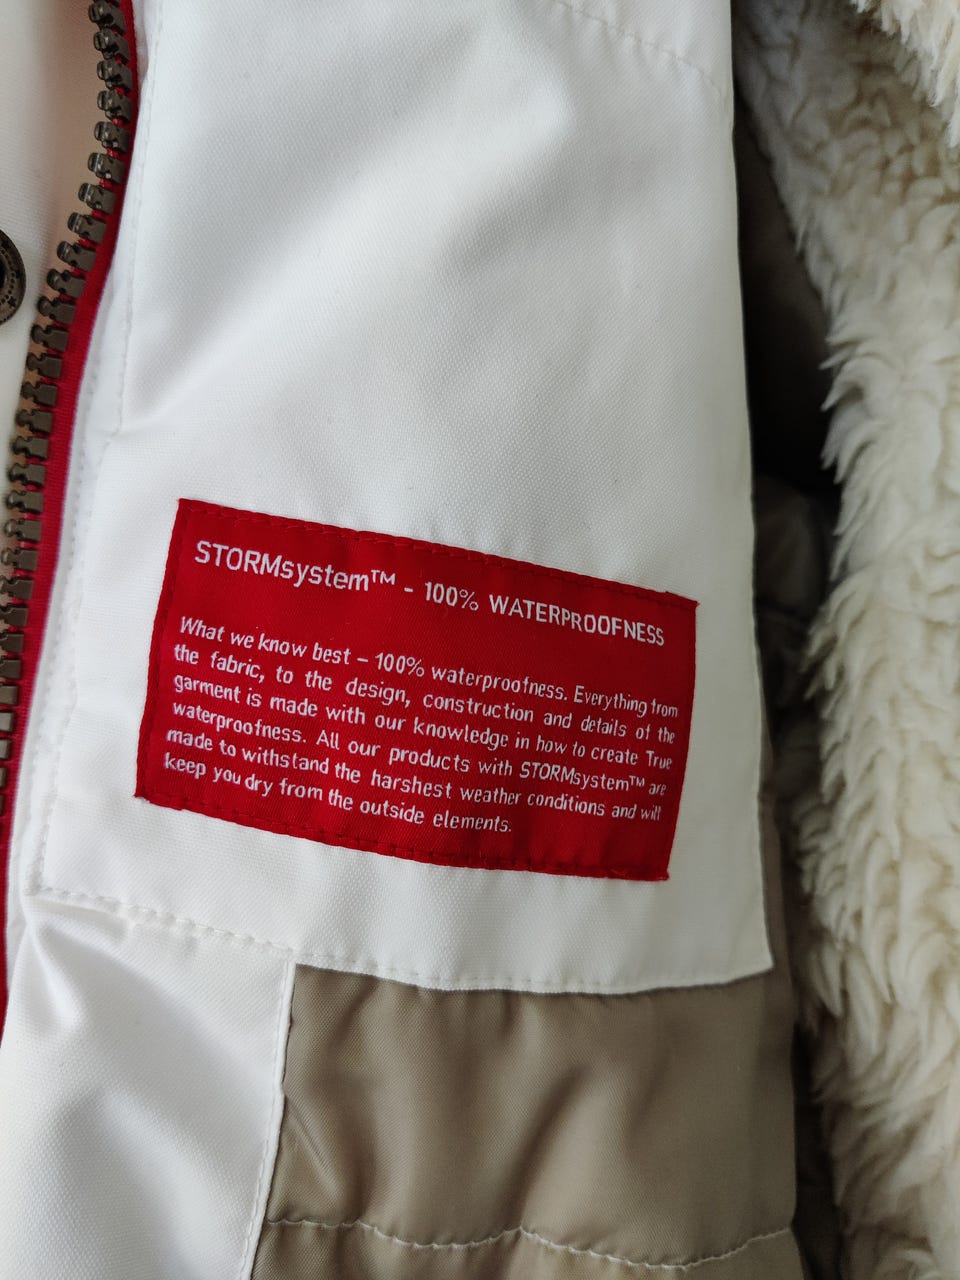 STORMsystem™ - 100% WATERPROOFNESS
What we know best – 100% waterproofness. Everything from
the fabric, to the design, construction and details of the
garment is made with our knowledge in how to create True
waterproofness. All our products with STORMsystem™ are
made to withstand the harshest weather conditions and will
keep you dry from the outside elements.